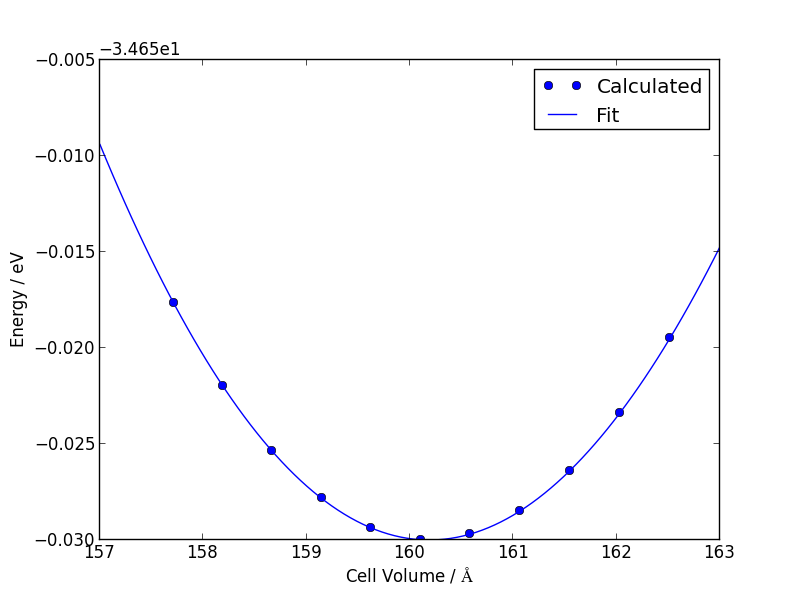 −3.465e1
−0.005
−0.010
−0.015
−0.020
−0.025
−0.030
Energy / eV
Calculated
Fit
157 158 159 160 161 162 163
Cell Volume / Å